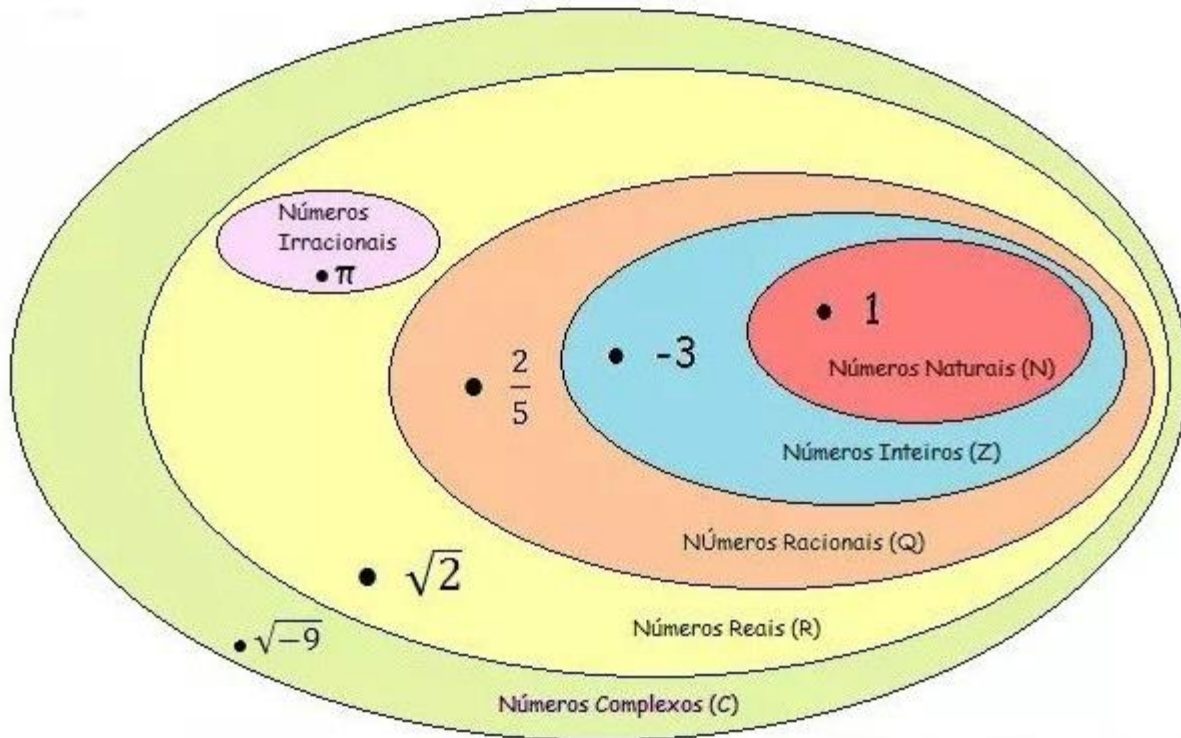 Números
Irracionais
π
1
-3
2
5
Números Naturais (N)
Números Inteiros (Z)
NÚmeros Racionais (Q)
√2
Números Reais (R)
√-9
Números Complexos (C)